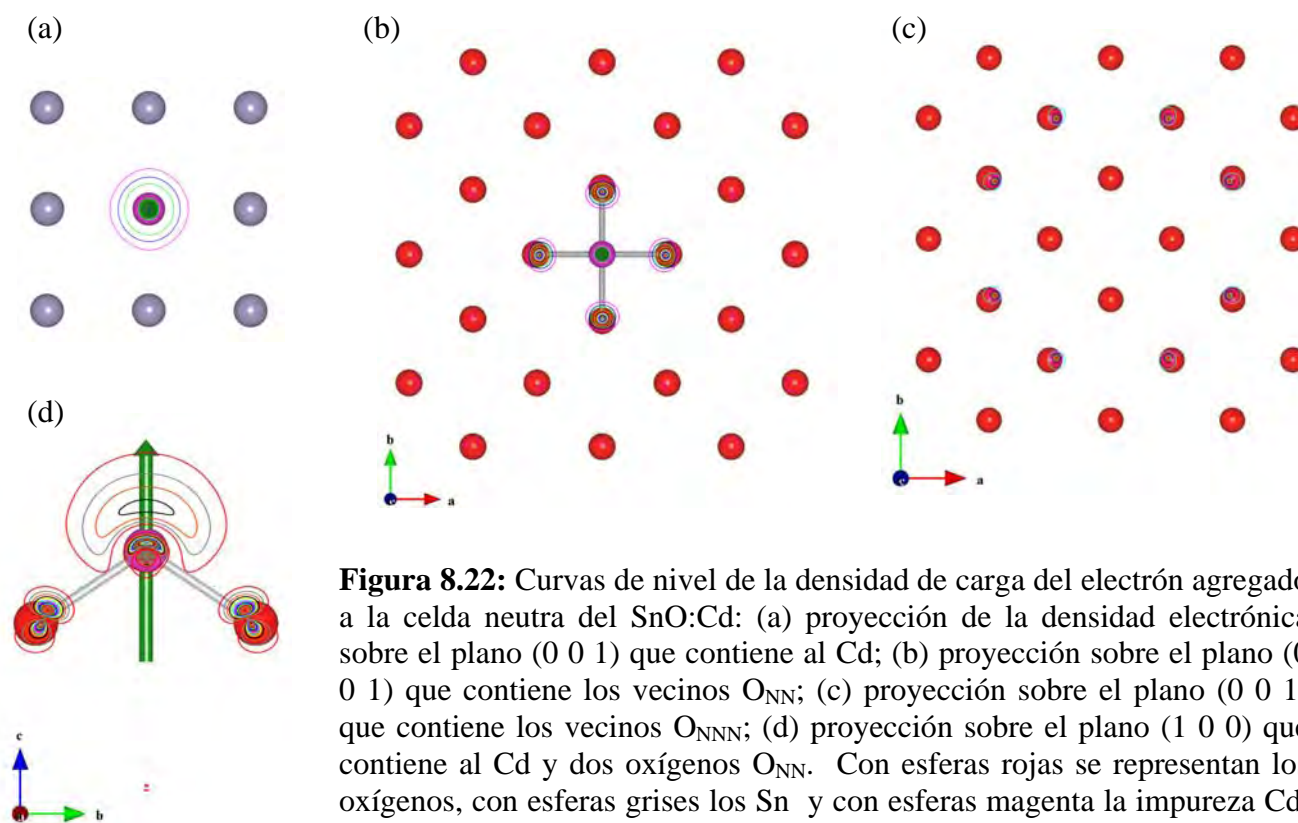 (a)
(b)
(c)
(d)
b
a
b
a
c
b
Figura 8.22: Curvas de nivel de la densidad de carga del electrón agregado
a la celda neutra del SnO:Cd: (a) proyección de la densidad electrónica
sobre el plano (0 0 1) que contiene al Cd; (b) proyección sobre el plano (0
0 1) que contiene los vecinos O_NN; (c) proyección sobre el plano (0 0 1
que contiene los vecinos O_NNN; (d) proyección sobre el plano (1 0 0) que
contiene al Cd y dos oxígenos O_NN. Con esferas rojas se representan lo
oxígenos, con esferas grises los Sn y con esferas magenta la impureza Cd